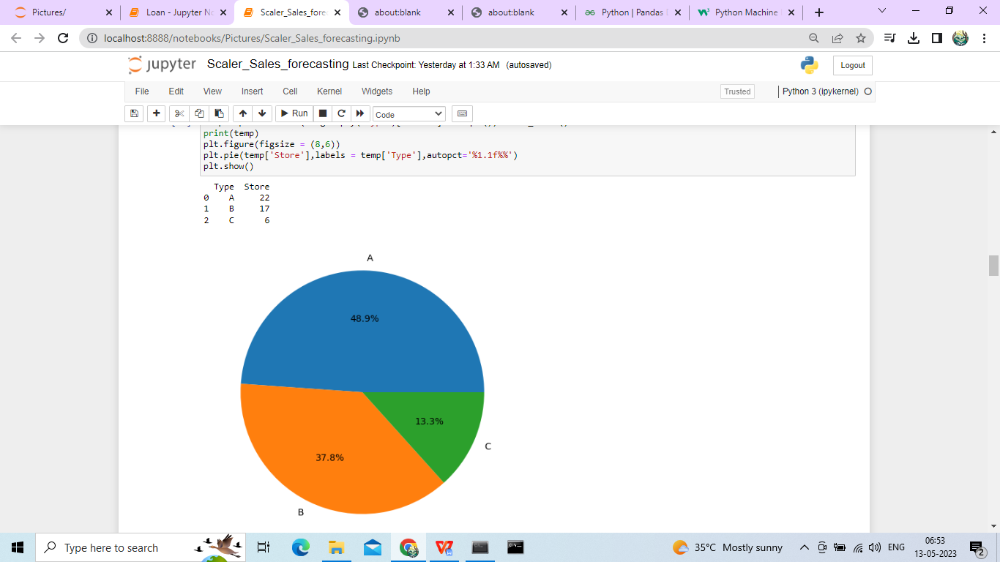 Pictures/
Loan - Jupyter No
Scaler_Sales_fore
about:blank
about:blank
Python | Pandas
Python Machine
localhost:8888/notebooks/Pictures/Scaler_Sales_forecasting.ipynb
jupyter Scaler_Sales_forecasting Last Checkpoint: Yesterday at 1:33 AM (autosaved)
Logout
File Edit View Insert Cell Kernel Widgets Help
Trusted
Python 3 (ipykernel)
Run
Code
print(temp)
plt.figure(figsize = (8,6))
plt.pie(temp['Store'],labels = temp['Type'],autopct='%1.1f%%')
plt.show()
Type Store
0 A 22
1 B 17
2 C 6
A
48.9%
13.3%
C
37.8%
B
Type here to search
35°C Mostly sunny
ENG
06:53
13-05-2023
2